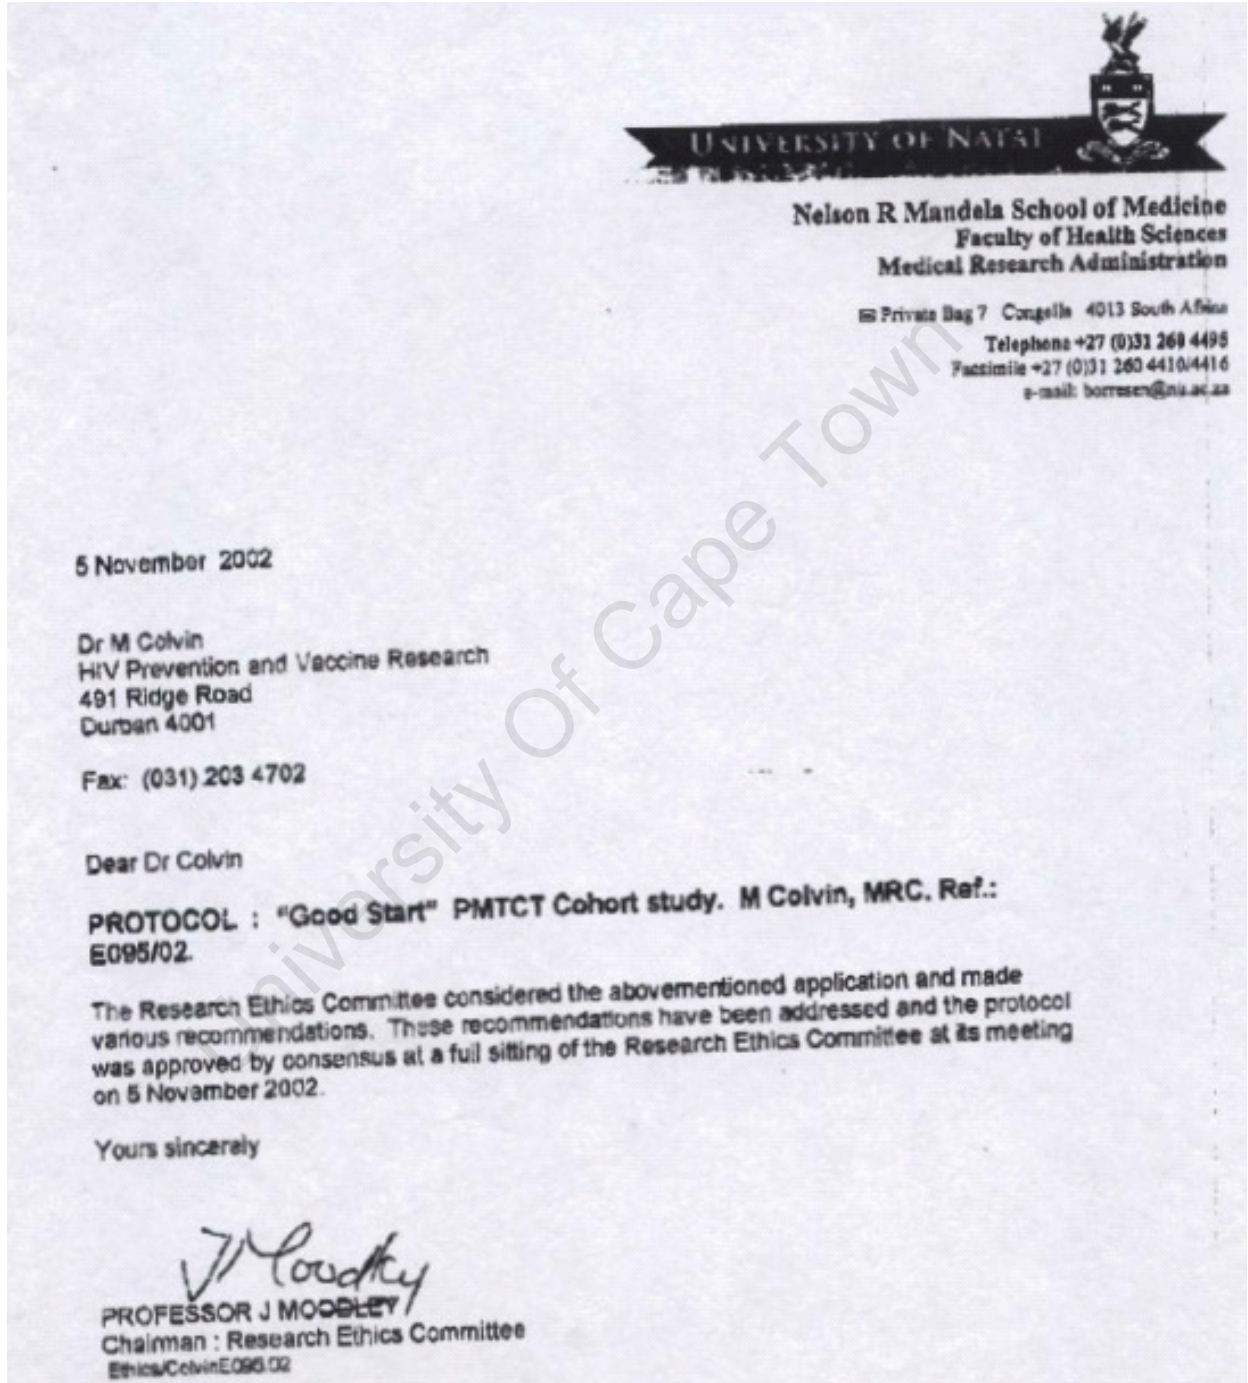 UNIVERSITY OF NATAL
Nelson R Mandela School of Medicine
Faculty of Health Sciences
Medical Research Administration
Private Bag 7 Congella 4013 South Africa
Telephone +27 (0)31 260 4495
Facsimile +27 (0)31 260 4410/4416
e-mail: borresen@nu.ac.za
5 November 2002
Dr M Colvin
HIV Prevention and Vaccine Research
491 Ridge Road
Durban 4001
Fax: (031) 203 4702
Dear Dr Colvin
PROTOCOL : "Good Start" PMTCT Cohort study. M Colvin, MRC. Ref.:
E095/02.
The Research Ethics Committee considered the abovementioned application and made
various recommendations. These recommendations have been addressed and the protocol
was approved by consensus at a full sitting of the Research Ethics Committee at its meeting
on 5 November 2002.
Yours sincerely
J Moodley
PROFESSOR J MOODLEY
Chairman : Research Ethics Committee
Ethics/ColvinE095/02
University Of Cape Town